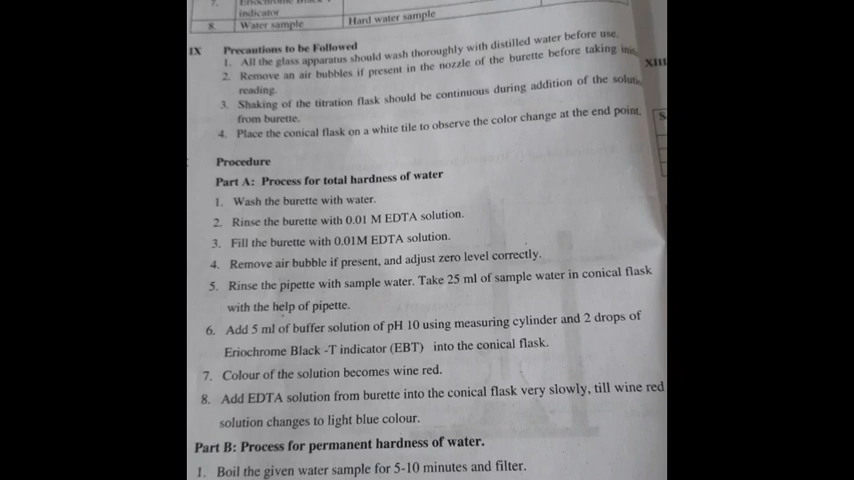 7.
indicator
8. Water sample Hard water sample
IX Precautions to be Followed
1. All the glass apparatus should wash thoroughly with distilled water before use.
2. Remove an air bubbles if present in the nozzle of the burette before taking
XIII
reading.
3. Shaking of the titration flask should be continuous during addition of the
from burette.
4. Place the conical flask on a white tile to observe the color change at the end point.
Procedure
Part A: Process for total hardness of water
1. Wash the burette with water.
2. Rinse the burette with 0.01 M EDTA solution.
3. Fill the burette with 0.01M EDTA solution.
4. Remove air bubble if present, and adjust zero level correctly.
5. Rinse the pipette with sample water. Take 25 ml of sample water in conical flask
with the help of pipette.
6. Add 5 ml of buffer solution of pH 10 using measuring cylinder and 2 drops of
Eriochrome Black -T indicator (EBT) into the conical flask.
7. Colour of the solution becomes wine red.
8. Add EDTA solution from burette into the conical flask very slowly, till wine red
solution changes to light blue colour.
Part B: Process for permanent hardness of water.
1. Boil the given water sample for 5-10 minutes and filter.